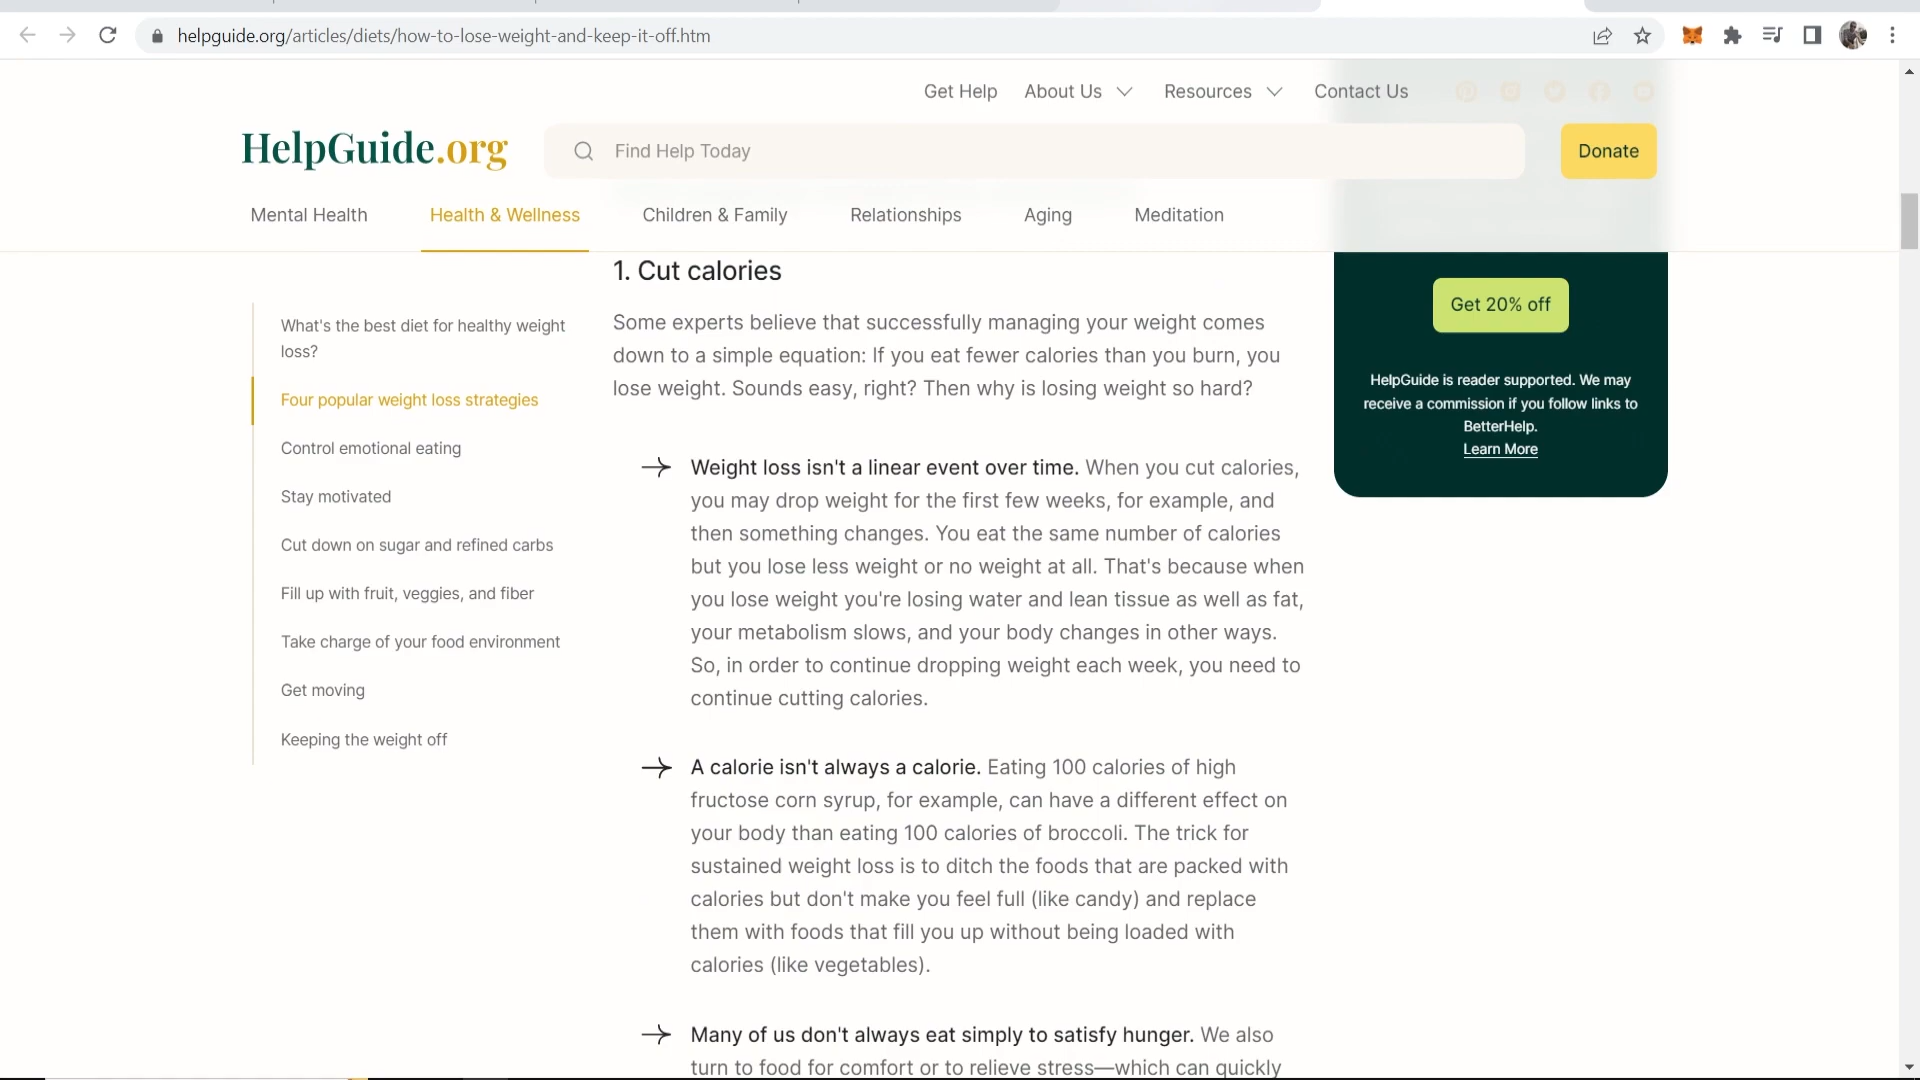 helpguide.org/articles/diets/how-to-lose-weight-and-keep-it-off.htm
Get Help About Us Resources Contact Us
HelpGuide.org
Find Help Today
Donate
Mental Health Health & Wellness Children & Family Relationships Aging Meditation
What's the best diet for healthy weight
loss?
Four popular weight loss strategies
Control emotional eating
Stay motivated
Cut down on sugar and refined carbs
Fill up with fruit, veggies, and fiber
Take charge of your food environment
Get moving
Keeping the weight off
1. Cut calories
Some experts believe that successfully managing your weight comes
down to a simple equation: If you eat fewer calories than you burn, you
lose weight. Sounds easy, right? Then why is losing weight so hard?
Weight loss isn't a linear event over time. When you cut calories,
you may drop weight for the first few weeks, for example, and
then something changes. You eat the same number of calories
but you lose less weight or no weight at all. That's because when
you lose weight you're losing water and lean tissue as well as fat,
your metabolism slows, and your body changes in other ways.
So, in order to continue dropping weight each week, you need to
continue cutting calories.
A calorie isn't always a calorie. Eating 100 calories of high
fructose corn syrup, for example, can have a different effect on
your body than eating 100 calories of broccoli. The trick for
sustained weight loss is to ditch the foods that are packed with
calories but don't make you feel full (like candy) and replace
them with foods that fill you up without being loaded with
calories (like vegetables).
Many of us don't always eat simply to satisfy hunger. We also
turn to food for comfort or to relieve stress—which can quickly
Get 20% off
HelpGuide is reader supported. We may
receive a commission if you follow links to
BetterHelp.
Learn More